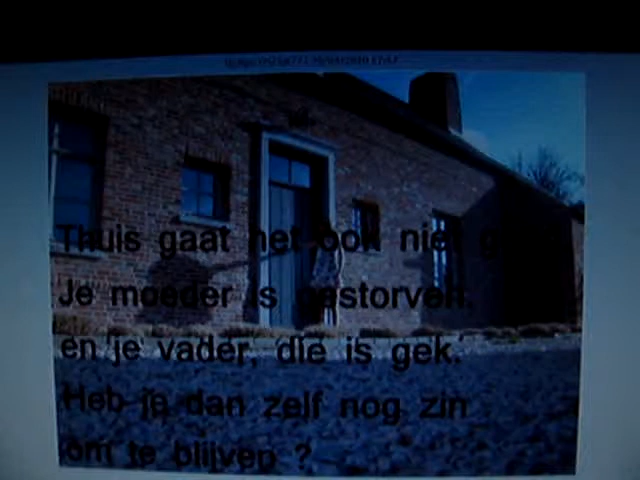 Thuis gaat het ook niet
Je moeder is gestorven,
en je vader, die is gek.
Heb je dan zelf nog zin
om te blijven ?